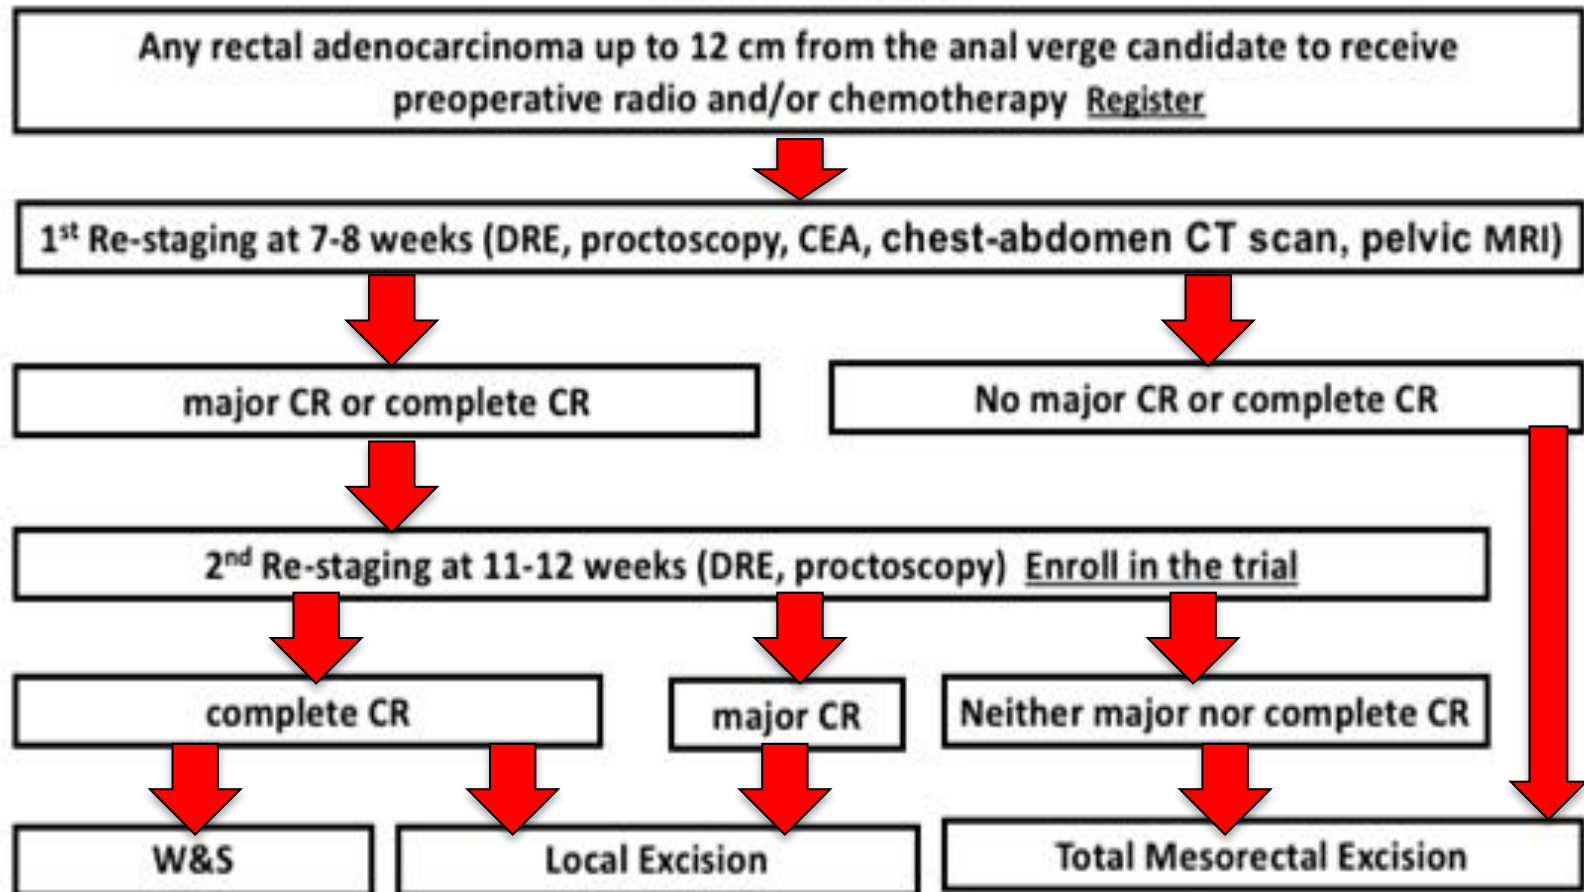 Any rectal adenocarcinoma up to 12 cm from the anal verge candidate to receive
preoperative radio and/or chemotherapy Register
1st Re-staging at 7-8 weeks (DRE, proctoscopy, CEA, chest-abdomen CT scan, pelvic MRI)
major CR or complete CR
No major CR or complete CR
2nd Re-staging at 11-12 weeks (DRE, proctoscopy) Enroll in the trial
complete CR
major CR
Neither major nor complete CR
W&S
Local Excision
Total Mesorectal Excision